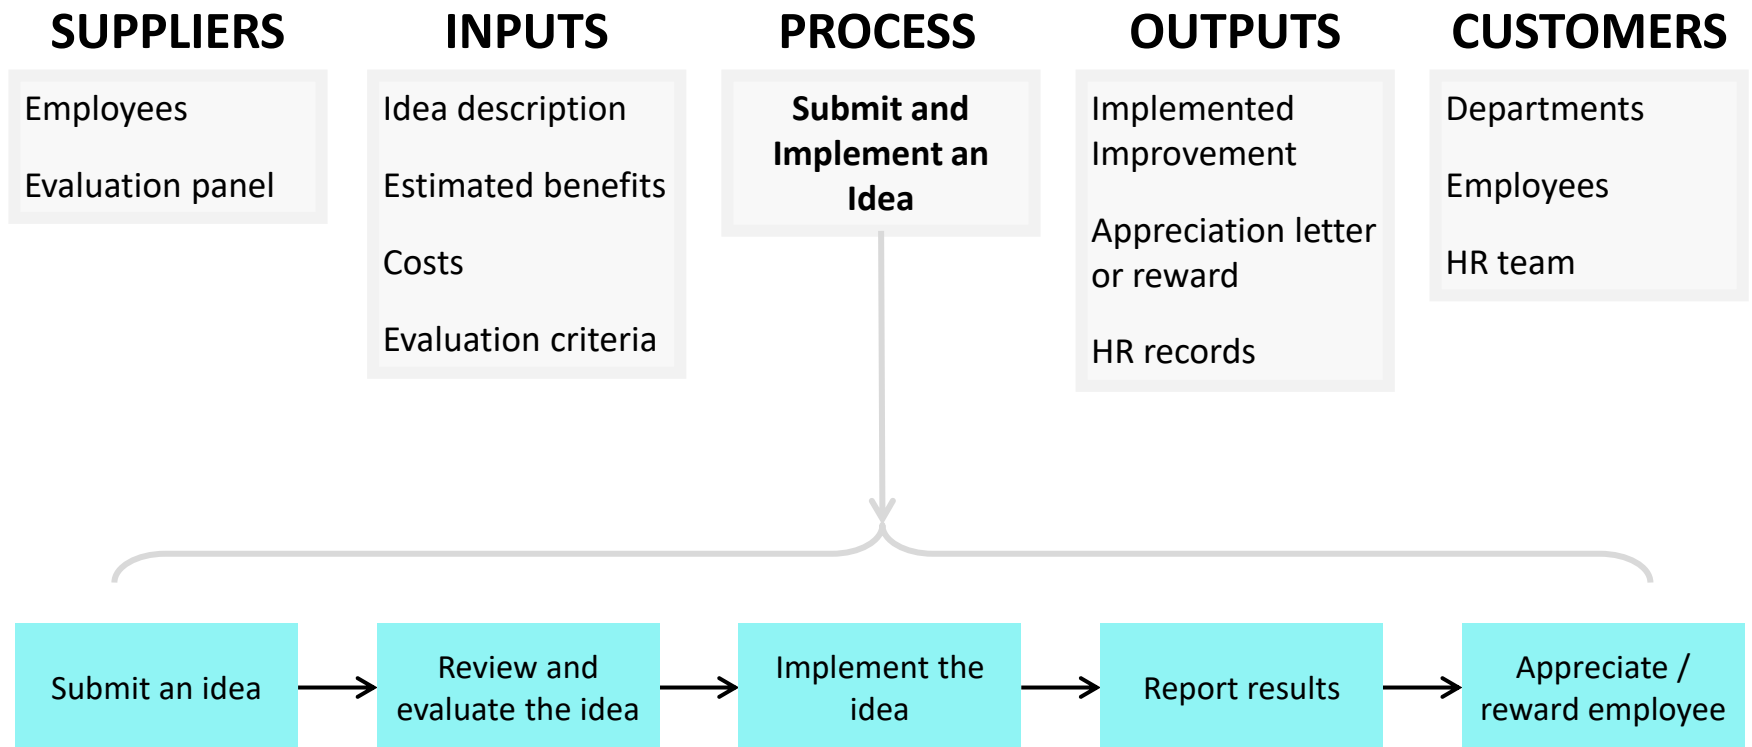 SUPPLIERS
Employees
Evaluation panel
INPUTS
Idea description
Estimated benefits
Costs
Evaluation criteria
PROCESS
Submit and
Implement an
Idea
OUTPUTS
Implemented
Improvement
Appreciation letter
or reward
HR records
CUSTOMERS
Departments
Employees
HR team
Submit an idea
Review and
evaluate the idea
Implement the
idea
Report results
Appreciate /
reward employee